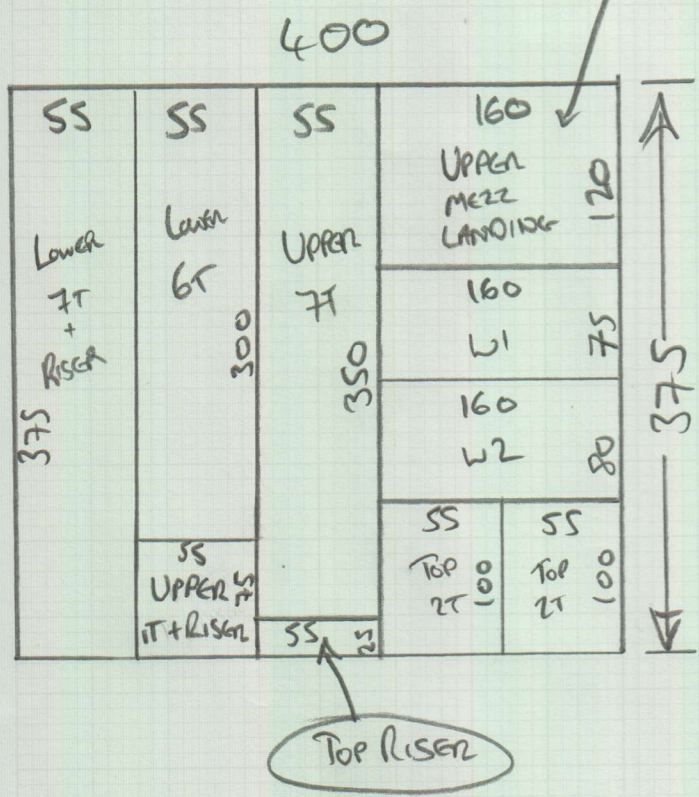 400
55
Lower
7T
+
Riser
375
55
Lower
6T
300
55
UPPER 75
1T + RISER
55
UPPER
7T
350
55 25
160
UPPER
MEZZ
LANDING
120
160
W1
75
160
W2
80
55
TOP
2T
100
55
TOP
2T
100
375
TOP RISER